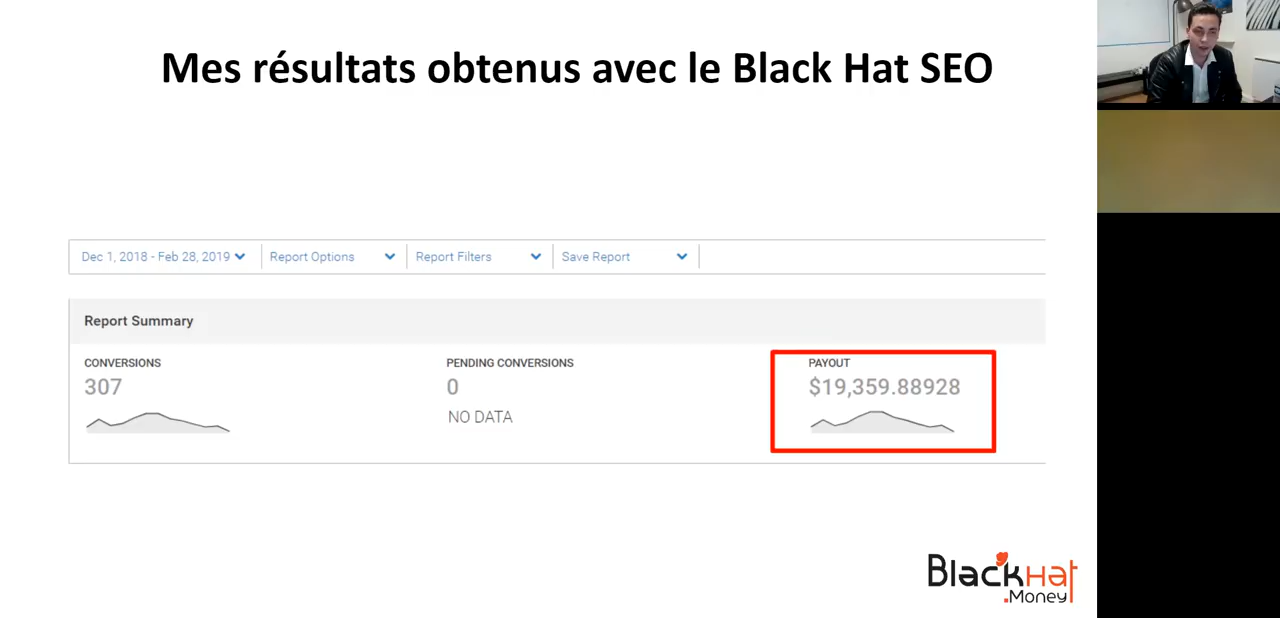 Mes résultats obtenus avec le Black Hat SEO
Dec 1, 2018 - Feb 28, 2019 Report Options Report Filters Save Report
Report Summary
CONVERSIONS PENDING CONVERSIONS PAYOUT
307 0 $19,359.88928
NO DATA
BlackHat
.Money